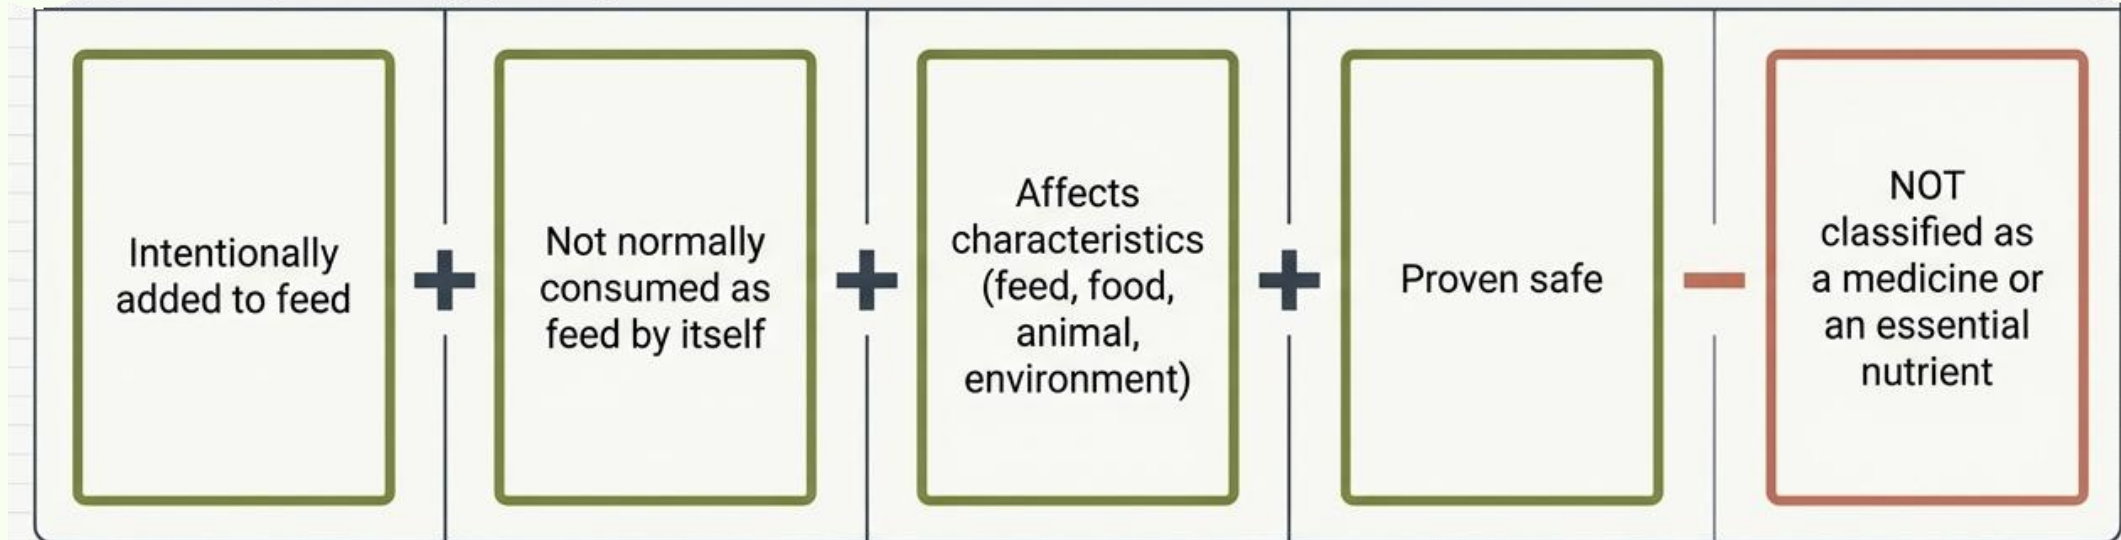 Intentionally
added to feed
Not normally
consumed as
feed by itself
Affects
characteristics
(feed, food,
animal,
environment)
Proven safe
NOT
classified as
a medicine or
an essential
nutrient